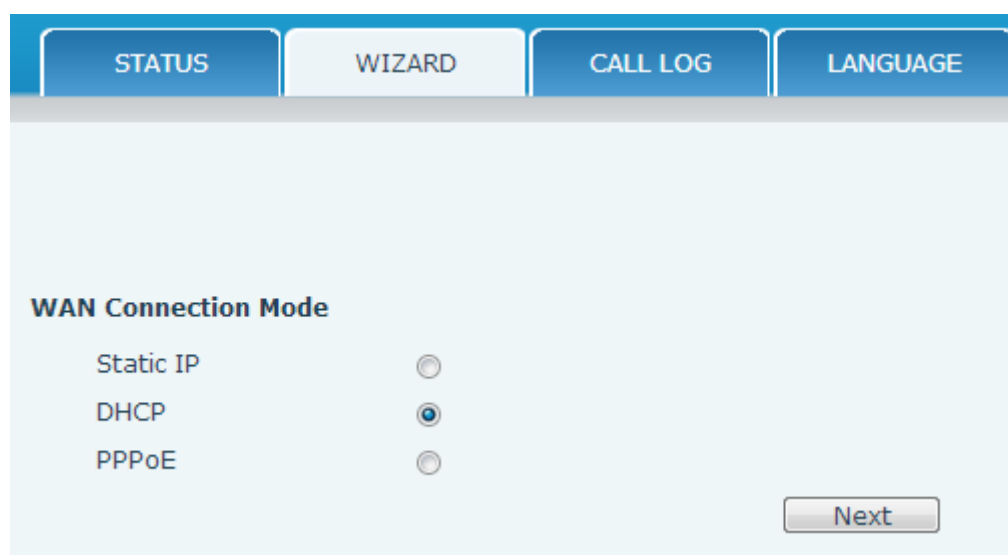 STATUS WIZARD CALL LOG LANGUAGE
WAN Connection Mode
Static IP
DHCP
PPPoE
Next